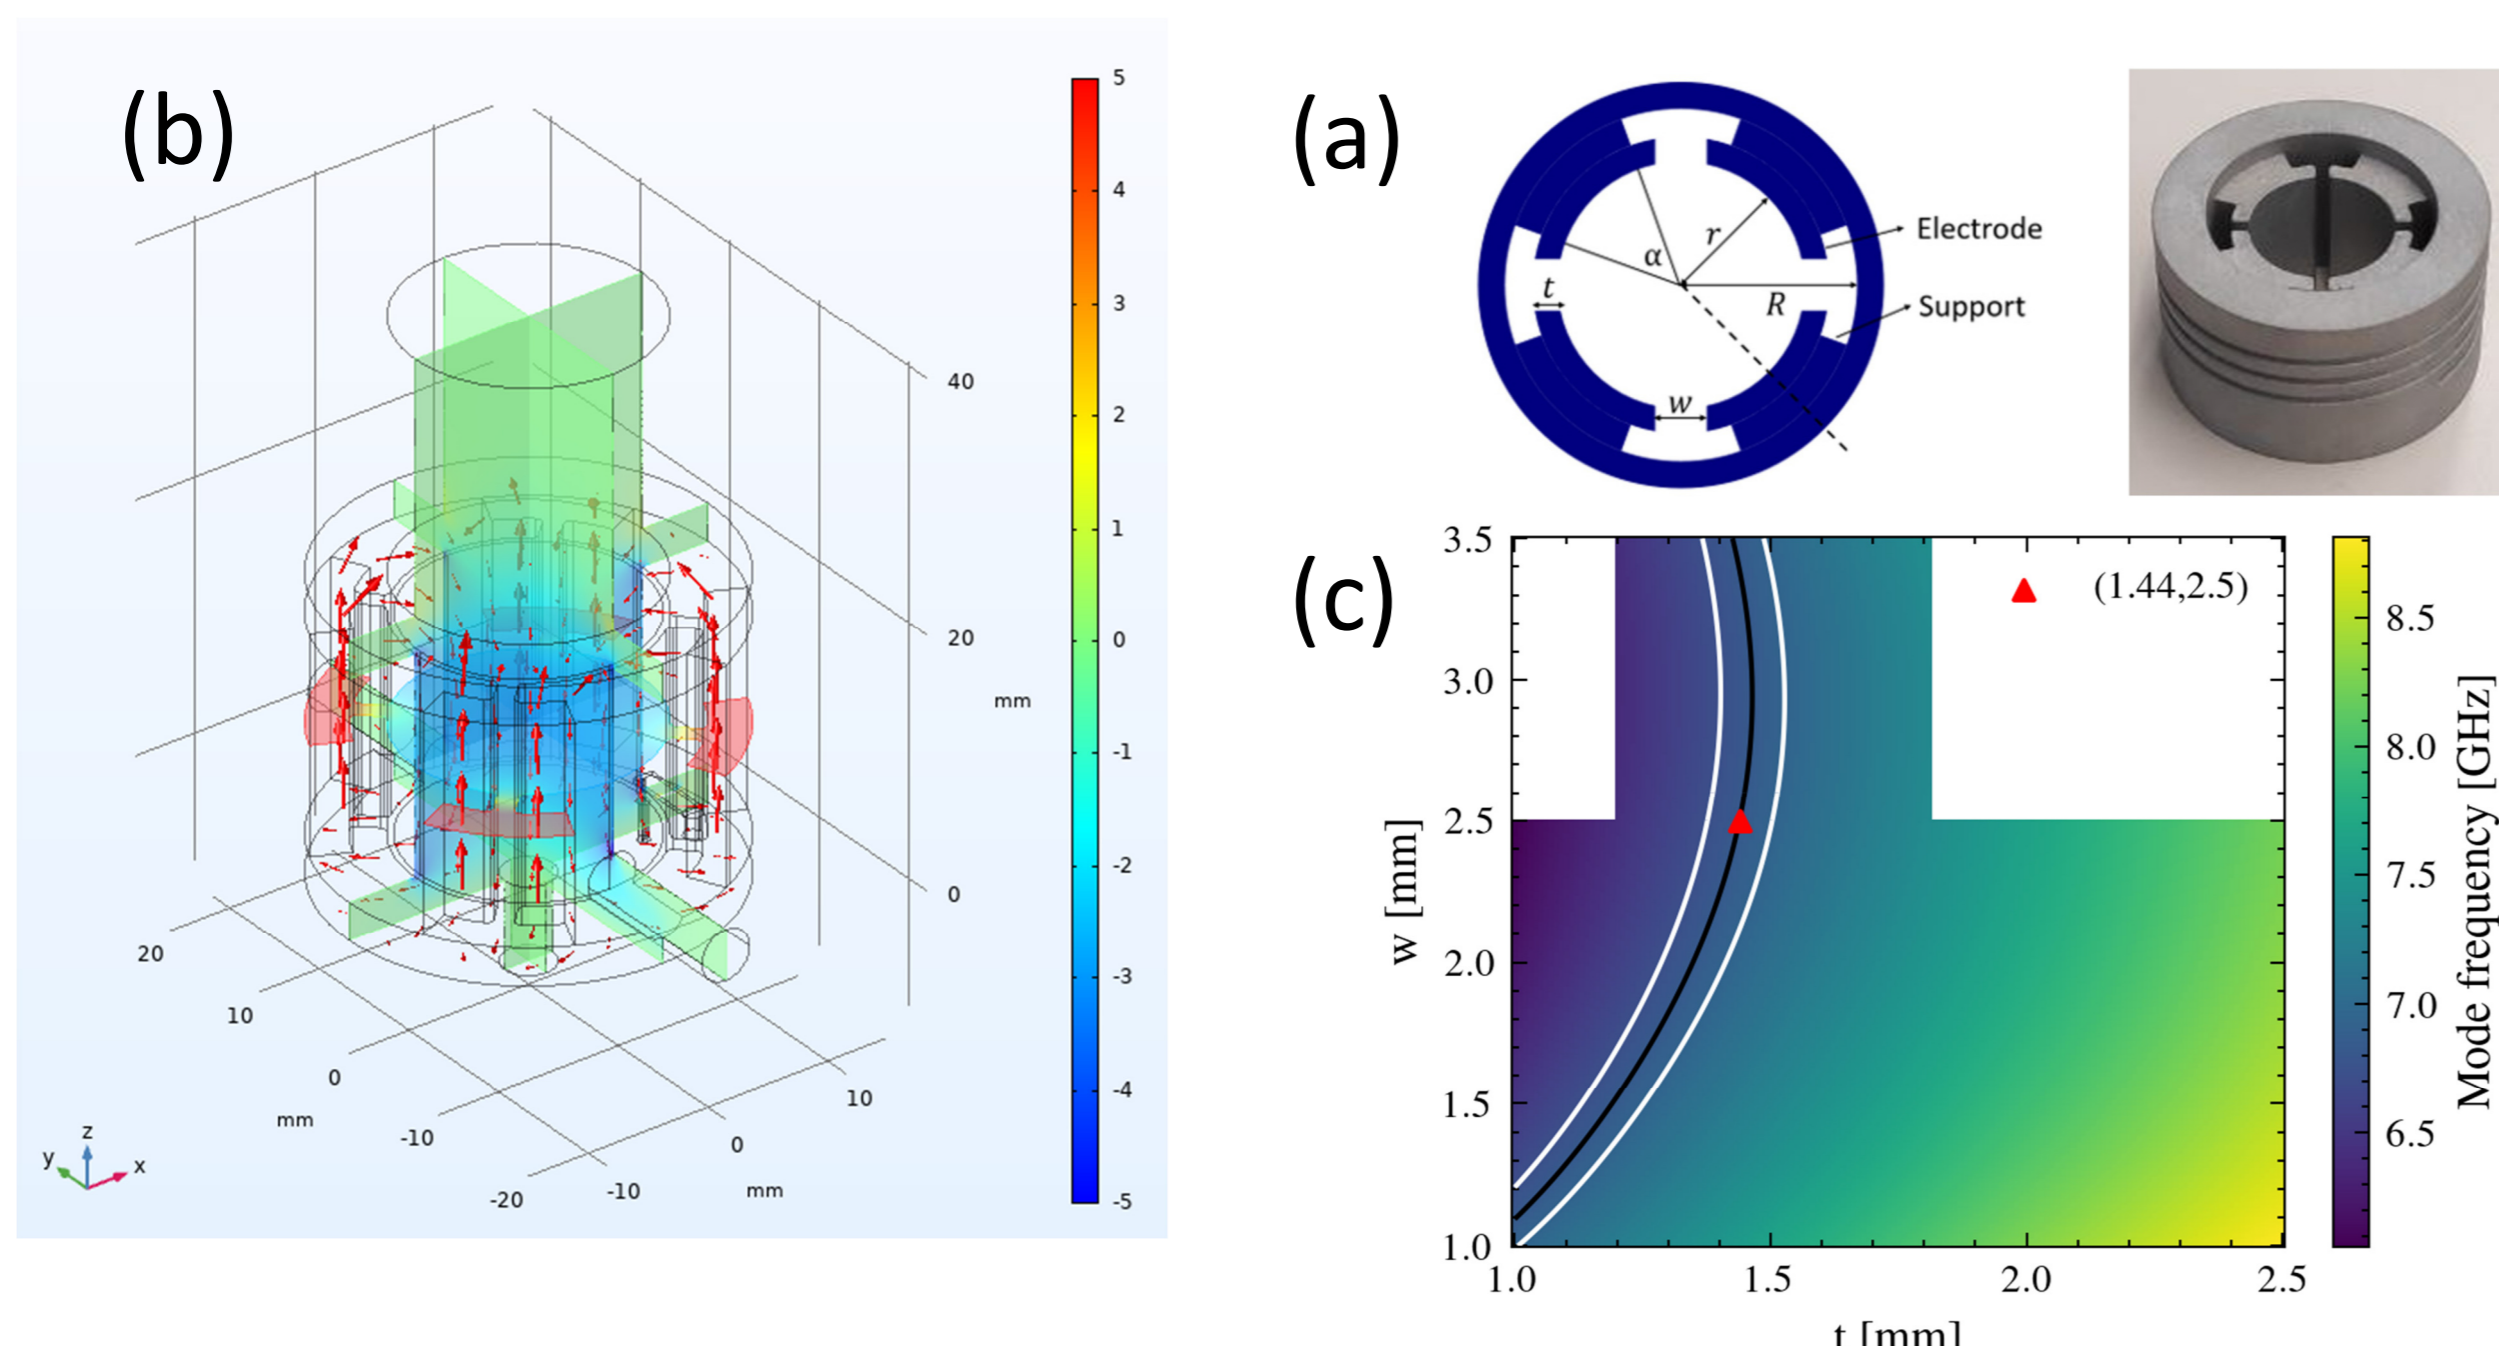 (b)
5
4
3
2
1
0
-1
-2
-3
-4
-5
40
20
0
mm
20
10
0
-10
-20
mm
10
0
-10
mm
z
y
x
(a)
α
r
R
t
w
Electrode
Support
(c)
(1.44,2.5)
3.5
3.0
2.5
2.0
1.5
1.0
w [mm]
1.0
1.5
2.0
2.5
t [mm]
8.5
8.0
7.5
7.0
6.5
Mode frequency [GHz]